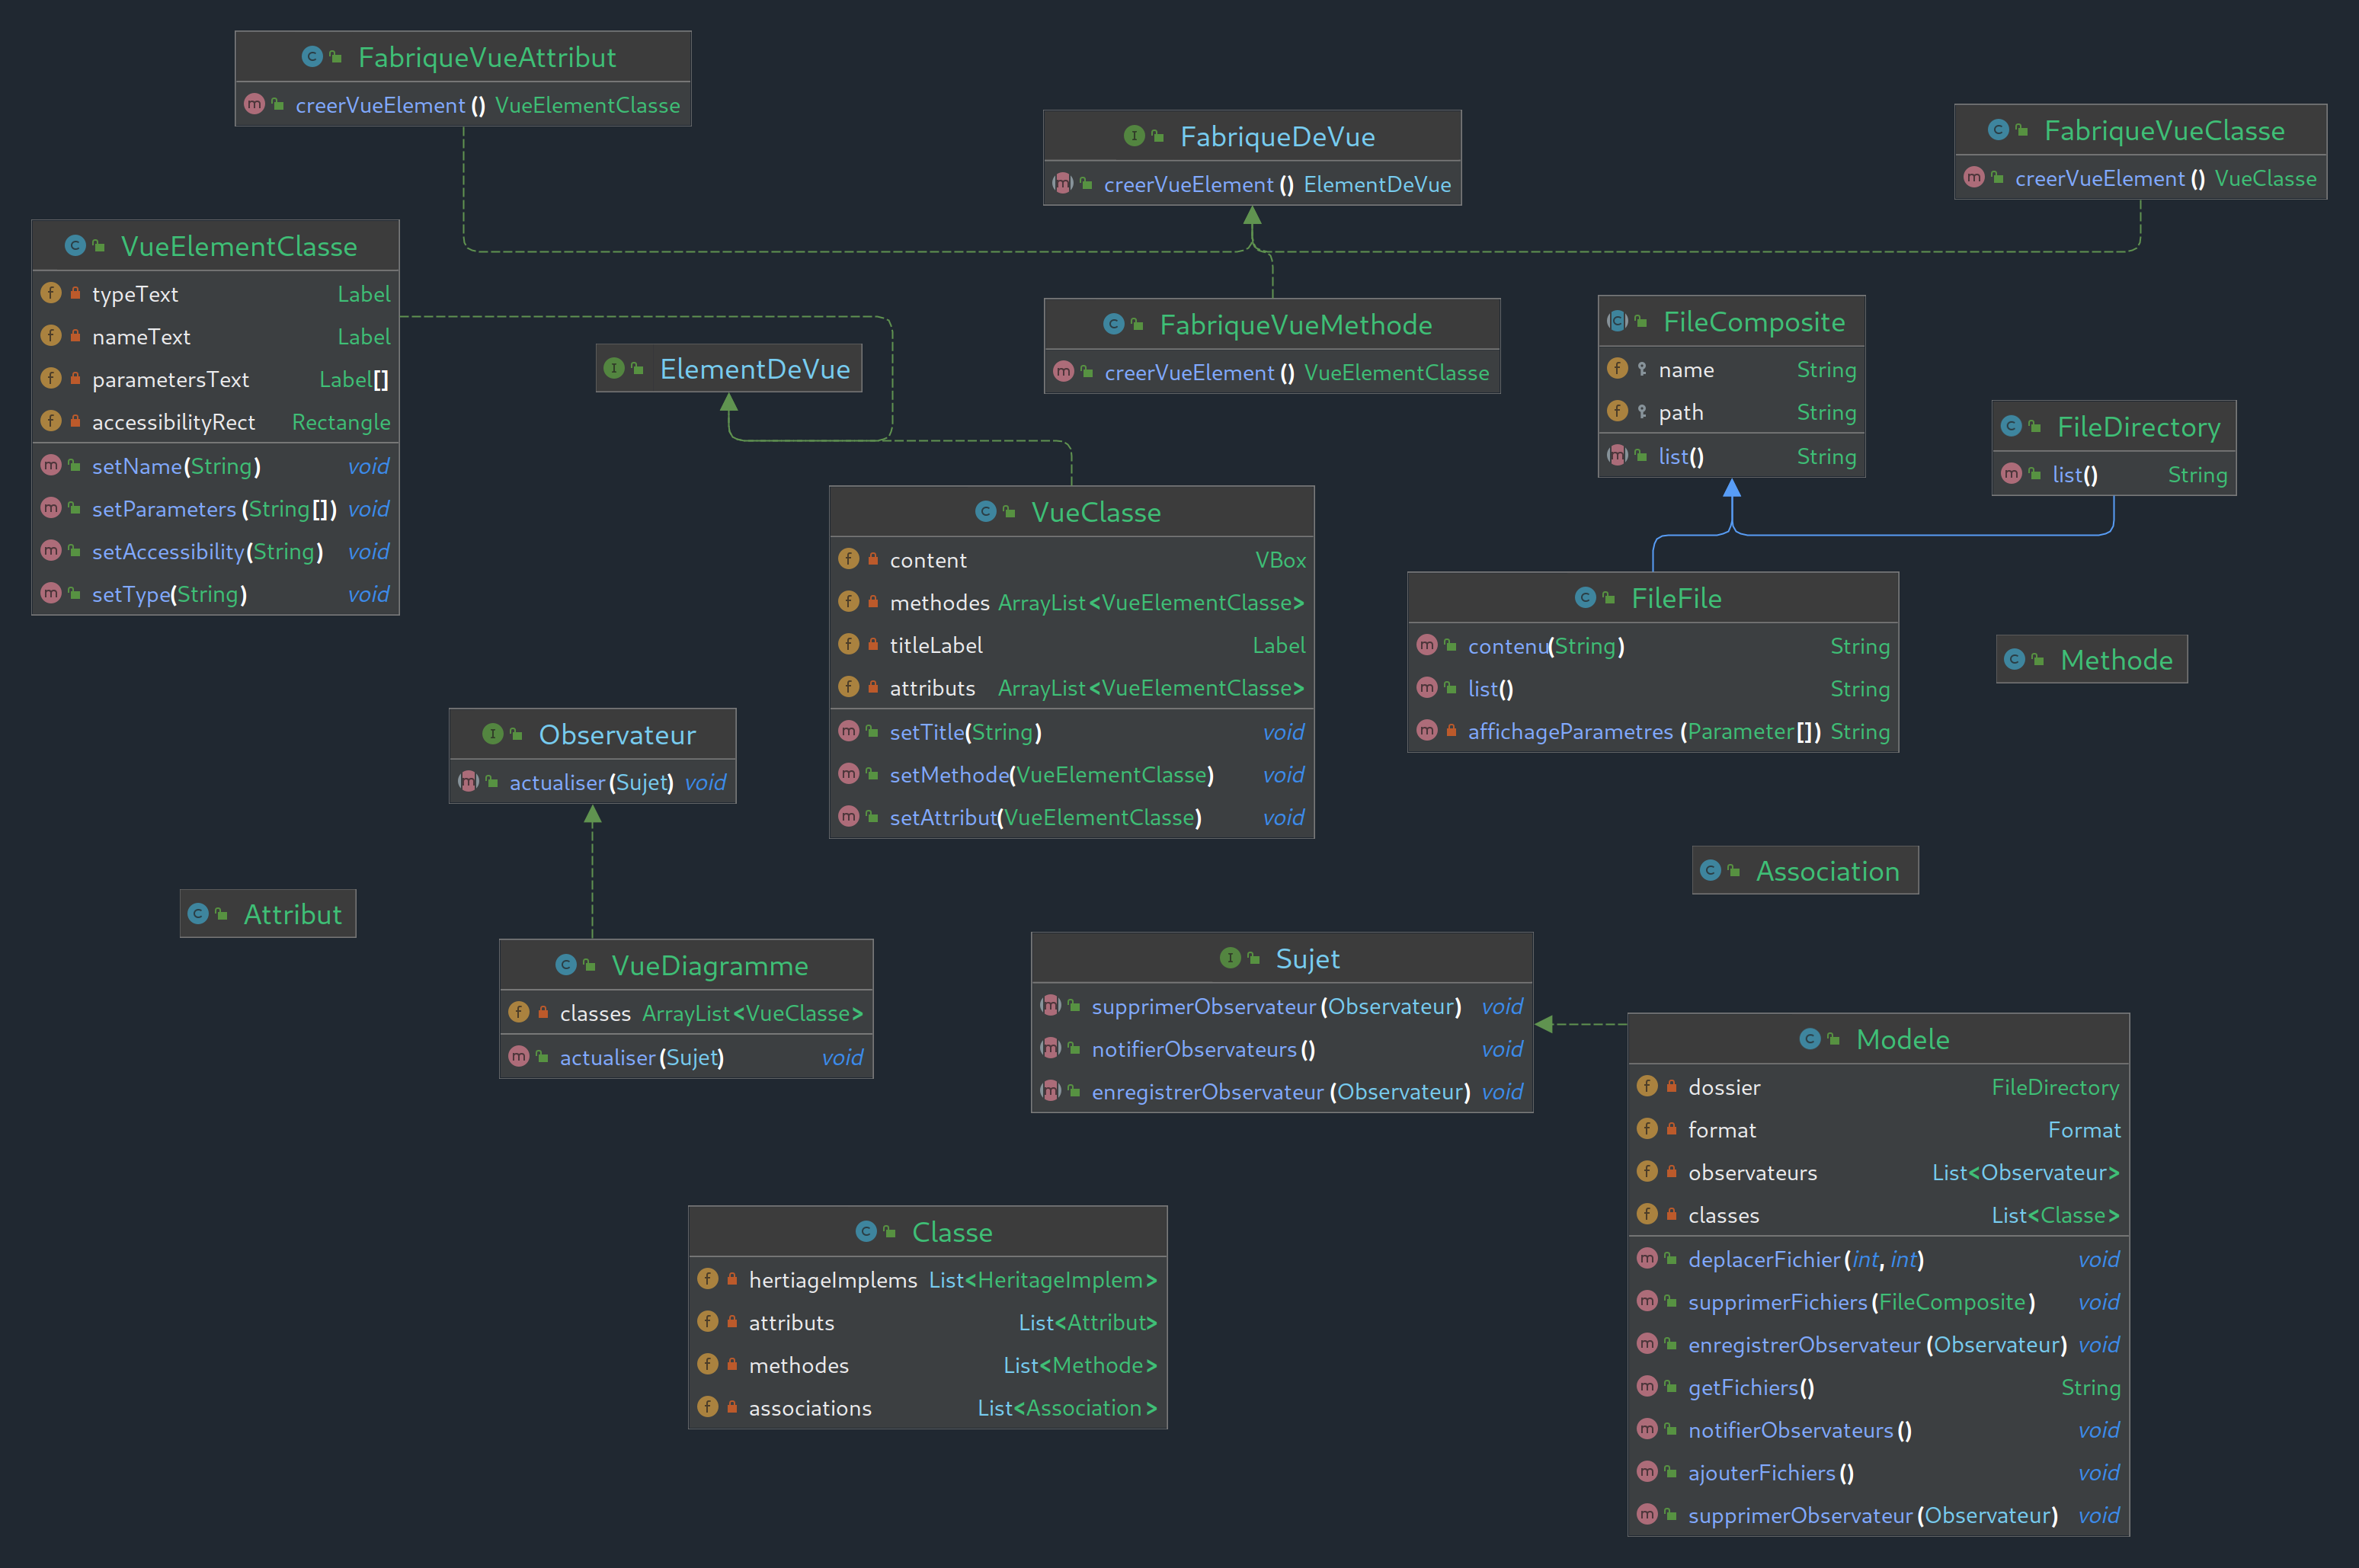 FabriqueVueAttribut
creerVueElement() VueElementClasse
FabriqueDeVue
creerVueElement() ElementDeVue
FabriqueVueClasse
creerVueElement() VueClasse
VueElementClasse
typeText Label
nameText Label
parametersText Label[]
accessibilityRect Rectangle
setName(String) void
setParameters(String[]) void
setAccessibility(String) void
setType(String) void
ElementDeVue
FabriqueVueMethode
creerVueElement() VueElementClasse
FileComposite
name String
path String
list() String
FileDirectory
list() String
VueClasse
content VBox
methodes ArrayList<VueElementClasse>
titleLabel Label
attributs ArrayList<VueElementClasse>
setTitle(String) void
setMethode(VueElementClasse) void
setAttribut(VueElementClasse) void
FileFile
contenu(String) String
list() String
affichageParametres(Parameter[]) String
Methode
Observateur
actualiser(Sujet) void
Association
Attribut
VueDiagramme
classes ArrayList<VueClasse>
actualiser(Sujet) void
Sujet
supprimerObservateur(Observateur) void
notifierObservateurs() void
enregistrerObservateur(Observateur) void
Modele
dossier FileDirectory
format Format
observateurs List<Observateur>
classes List<Classe>
deplacerFichier(int, int) void
supprimerFichiers(FileComposite) void
enregistrerObservateur(Observateur) void
getFichiers() String
notifierObservateurs() void
ajouterFichiers() void
supprimerObservateur(Observateur) void
Classe
hertiageImplems List<HeritageImplem>
attributs List<Attribut>
methodes List<Methode>
associations List<Association>